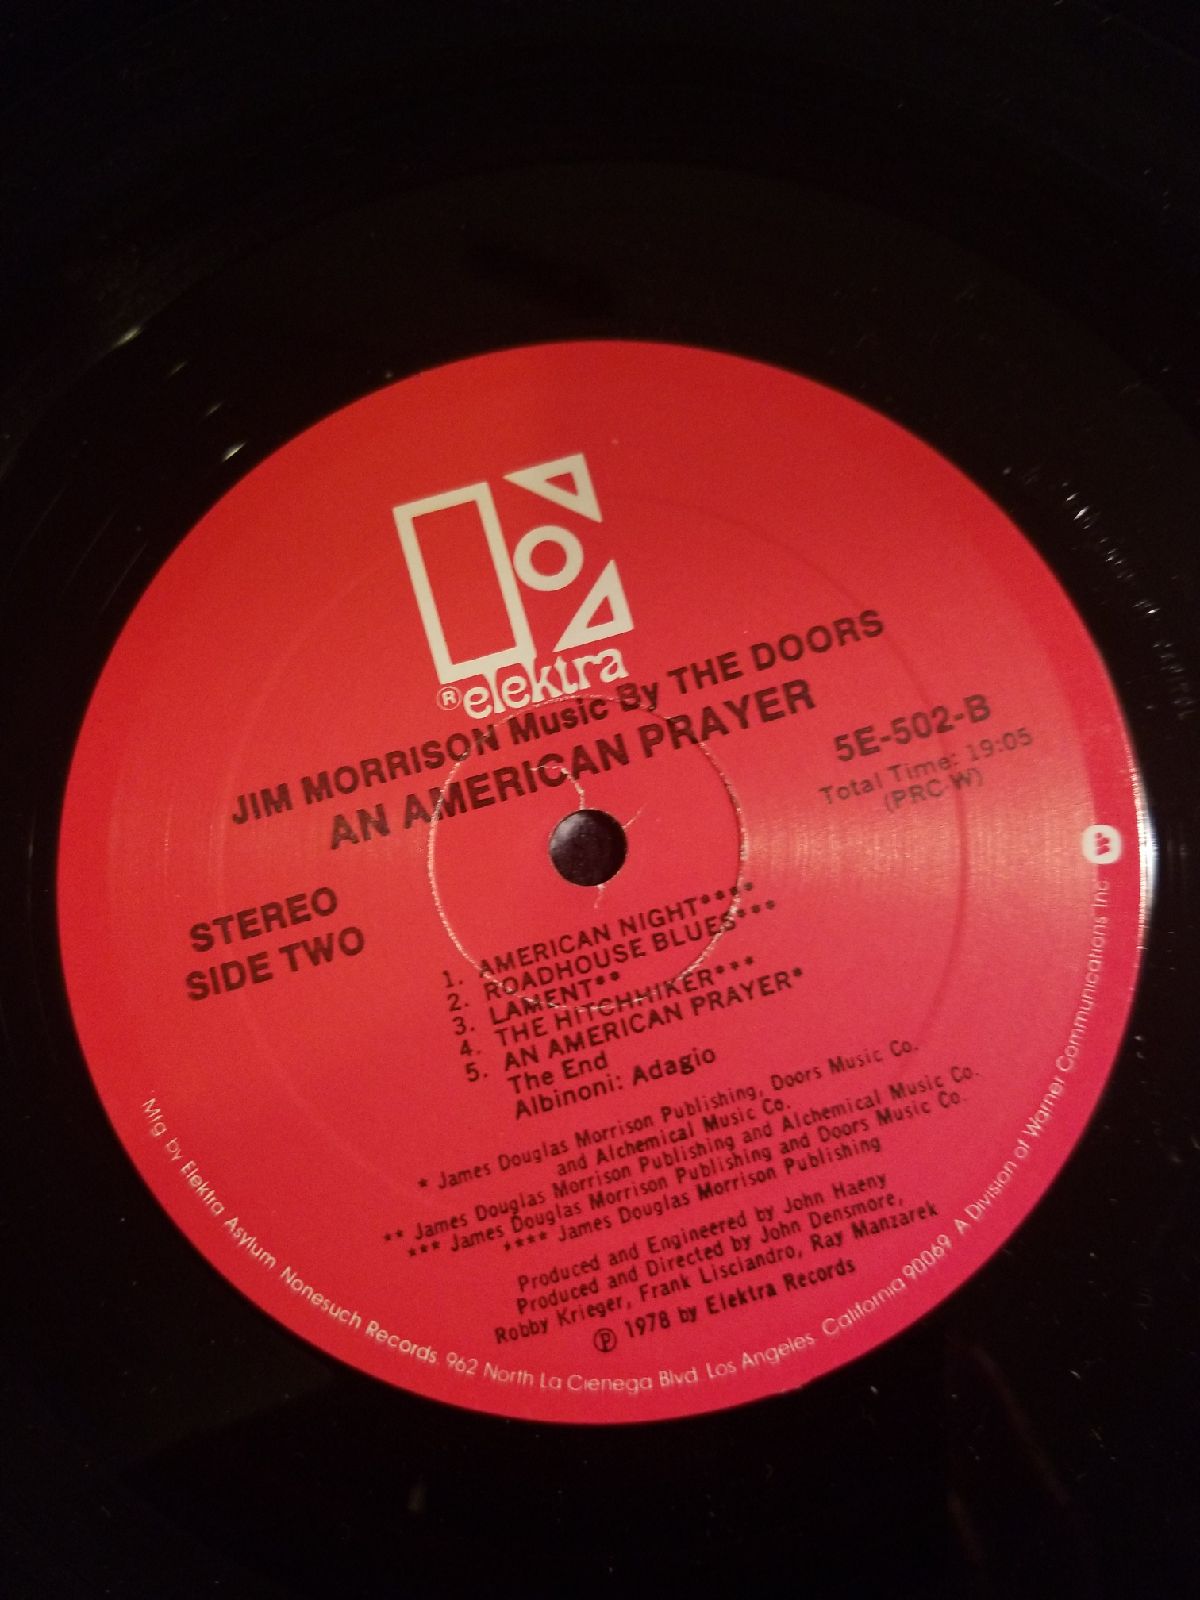 ® elektra
JIM MORRISON Music By THE DOORS
AN AMERICAN PRAYER
5E-502-B
Total Time: 19:05
(PRC-W)
STEREO
SIDE TWO
1. AMERICAN NIGHT****
2. ROADHOUSE BLUES***
3. LAMENT**
4. THE HITCHHIKER***
5. AN AMERICAN PRAYER*
The End
Albinoni: Adagio
* James Douglas Morrison Publishing, Doors Music Co.
and Alchemical Music Co.
** James Douglas Morrison Publishing and Alchemical Music Co.
*** James Douglas Morrison Publishing and Doors Music Co.
**** James Douglas Morrison Publishing
Produced and Engineered by John Haeny
Produced and Directed by John Densmore,
Robby Krieger, Frank Lisciandro, Ray Manzarek
℗ 1978 by Elektra Records
Mfg by Elektra Asylum Nonesuch Records, 962 North La Cienega Blvd. Los Angeles, California 90069. A Division of Warner Communications Inc